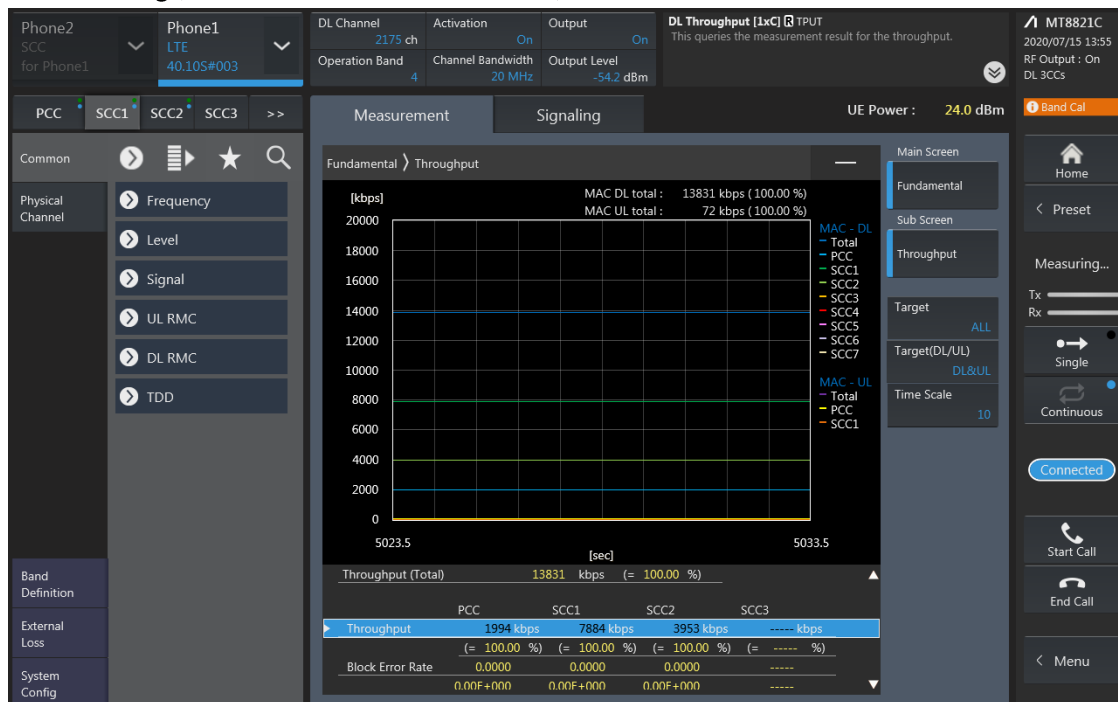 Phone2
SCC
for Phone1
Phone1
LTE
40.10S#003
DL Channel
2175 ch
Activation
On
Output
On
Operation Band
4
Channel Bandwidth
20 MHz
Output Level
-54.2 dBm
DL Throughput [1xC] R TPUT
This queries the measurement result for the throughput.
MT8821C
2020/07/15 13:55
RF Output : On
DL 3CCs
PCC SCC1 SCC2 SCC3 >>
Measurement
Signaling
UE Power : 24.0 dBm
Band Cal
Common
Physical
Channel
Frequency
Level
Signal
UL RMC
DL RMC
TDD
Band
Definition
External
Loss
System
Config
Fundamental 〉 Throughput
[kbps]
MAC DL total : 13831 kbps ( 100.00 %)
MAC UL total : 72 kbps ( 100.00 %)
20000
18000
16000
14000
12000
10000
8000
6000
4000
2000
0
5023.5
[sec]
5033.5
MAC - DL
Total
PCC
SCC1
SCC2
SCC3
SCC4
SCC5
SCC6
SCC7
MAC - UL
Total
PCC
SCC1
Throughput (Total) 13831 kbps (= 100.00 %)
PCC SCC1 SCC2 SCC3
Throughput 1994 kbps 7884 kbps 3953 kbps ----- kbps
(= 100.00 %) (= 100.00 %) (= 100.00 %) (= ----- %)
Block Error Rate 0.0000 0.0000 0.0000 -----
0.00E+000 0.00E+000 0.00E+000 -----
Main Screen
Fundamental
Sub Screen
Throughput
Target
ALL
Target(DL/UL)
DL&UL
Time Scale
10
Home
< Preset
Measuring...
Tx
Rx
Single
Continuous
Connected
Start Call
End Call
< Menu